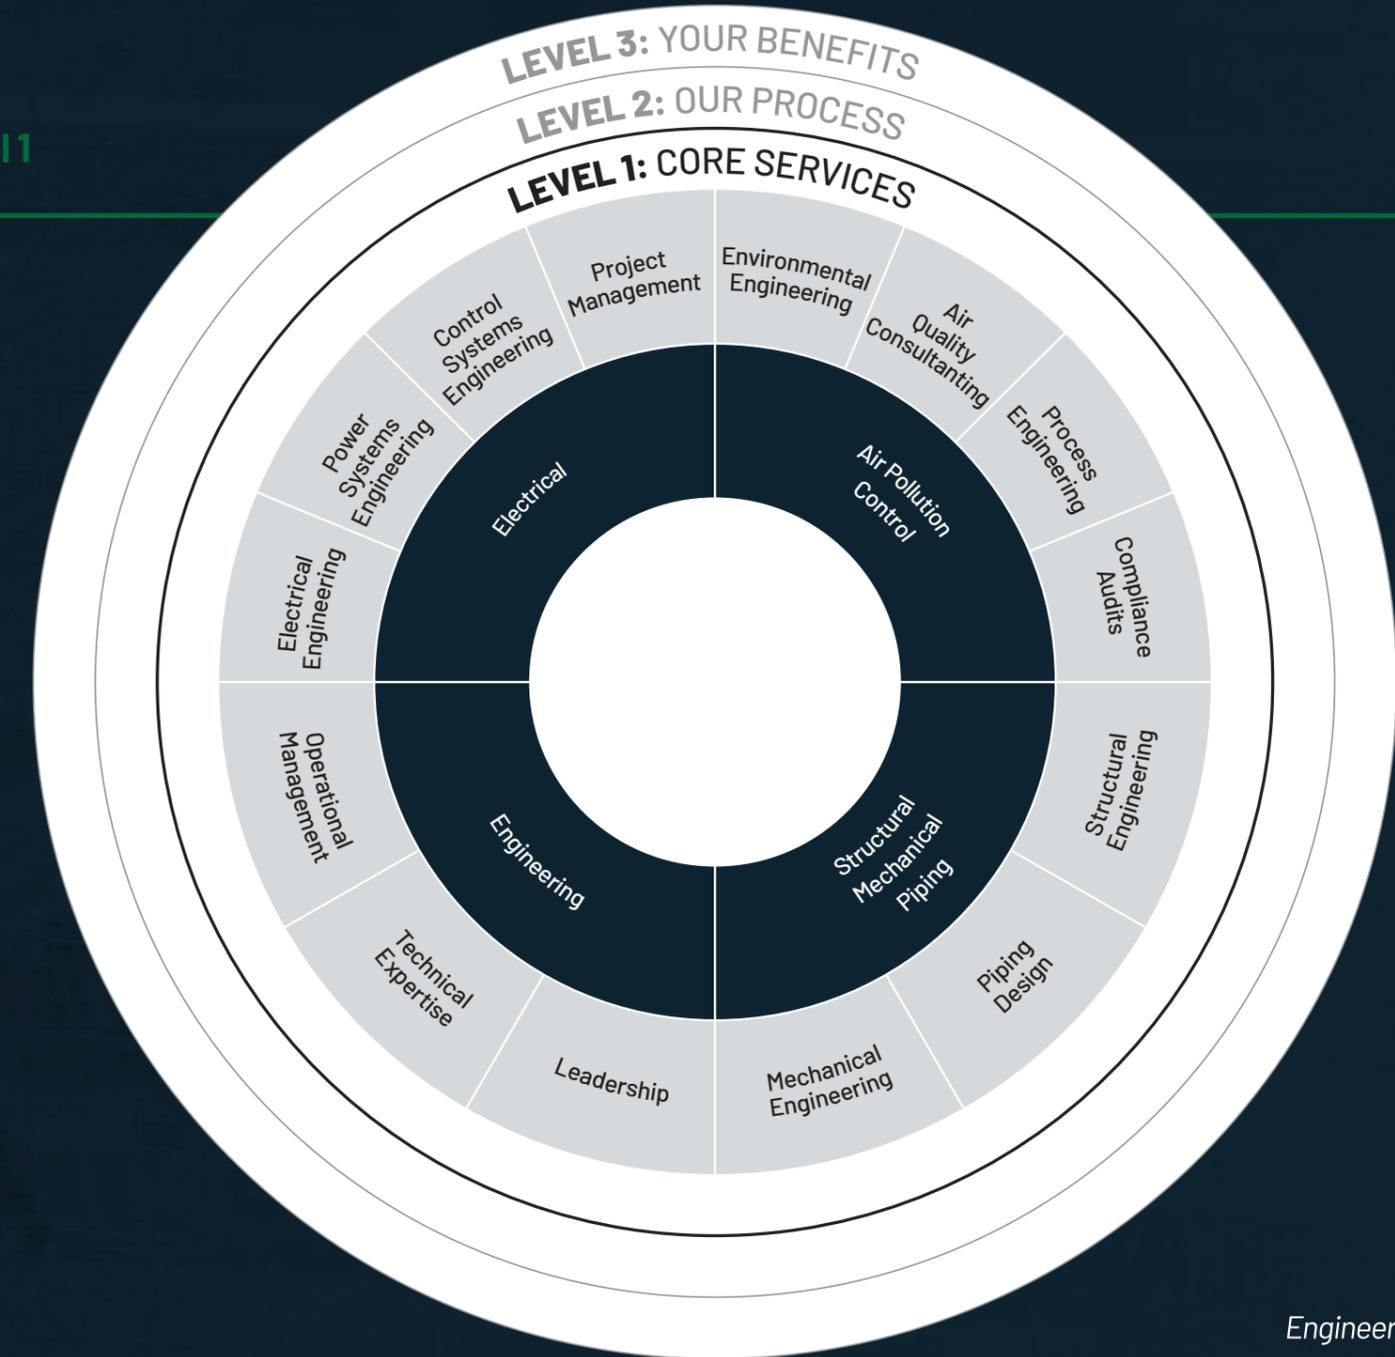 LEVEL 3: YOUR BENEFITS
LEVEL 2: OUR PROCESS
l 1
LEVEL 1: CORE SERVICES
Project
Management
Environmental
Engineering
Air
Quality
Consultanting
Process
Engineering
Compliance
Audits
Structural
Engineering
Piping
Design
Mechanical
Engineering
Leadership
Technical
Expertise
Operational
Management
Electrical
Engineering
Power
Systems
Engineering
Control
Systems
Engineering
Electrical
Air Pollution
Control
Structural
Mechanical
Piping
Engineering
Engineer